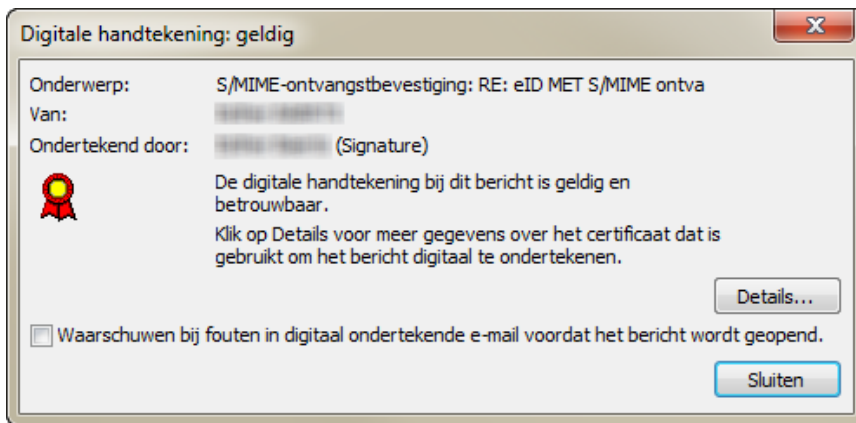 Digitale handtekening: geldig
Onderwerp: S/MIME-ontvangstbevestiging: RE: eID MET S/MIME ontva
Van:
Ondertekend door: (Signature)
De digitale handtekening bij dit bericht is geldig en
betrouwbaar.
Klik op Details voor meer gegevens over het certificaat dat is
gebruikt om het bericht digitaal te ondertekenen.
Details...
Waarschuwen bij fouten in digitaal ondertekende e-mail voordat het bericht wordt geopend.
Sluiten